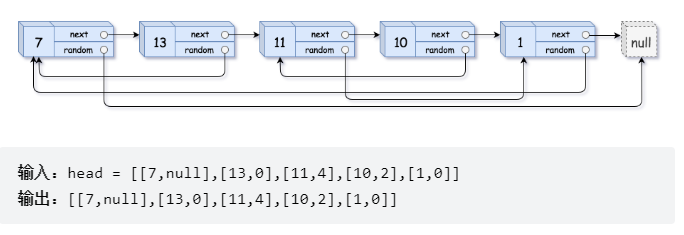 7 next random 13 next random 11 next random 10 next random 1 next random null
输入：head = [[7,null],[13,0],[11,4],[10,2],[1,0]]
输出：[[7,null],[13,0],[11,4],[10,2],[1,0]]